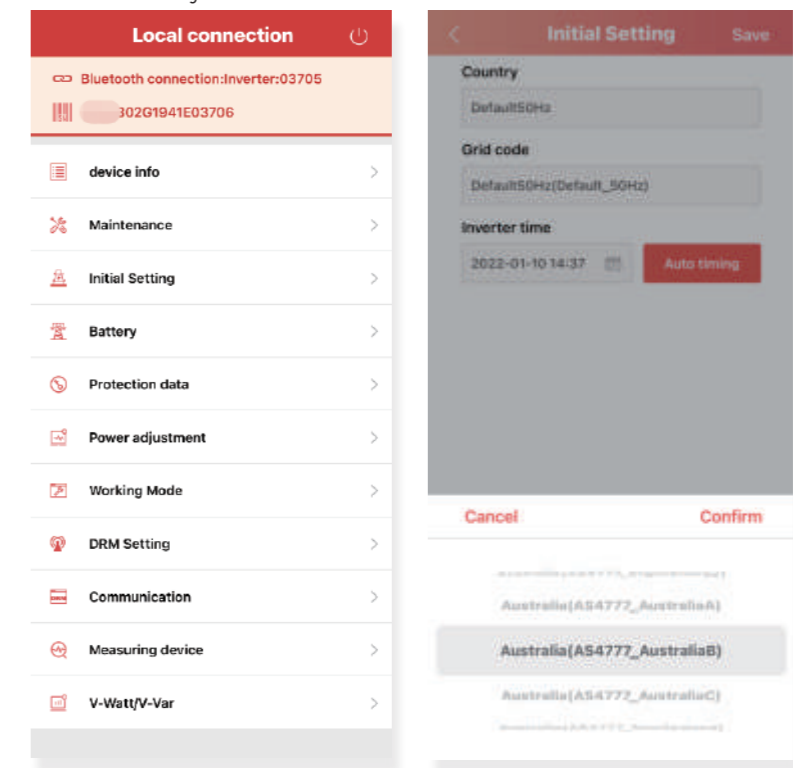 Local connection
Bluetooth connection:Inverter:03705
302G1941E03706
device info
Maintenance
Initial Setting
Battery
Protection data
Power adjustment
Working Mode
DRM Setting
Communication
Measuring device
V-Watt/V-Var
Initial Setting
Save
Country
Default50Hz
Grid code
Default50Hz(Default_50Hz)
Inverter time
2022-01-10 14:37
Auto timing
Cancel
Confirm
Australia(AS4777_AustraliaA)
Australia(AS4777_AustraliaB)
Australia(AS4777_AustraliaC)